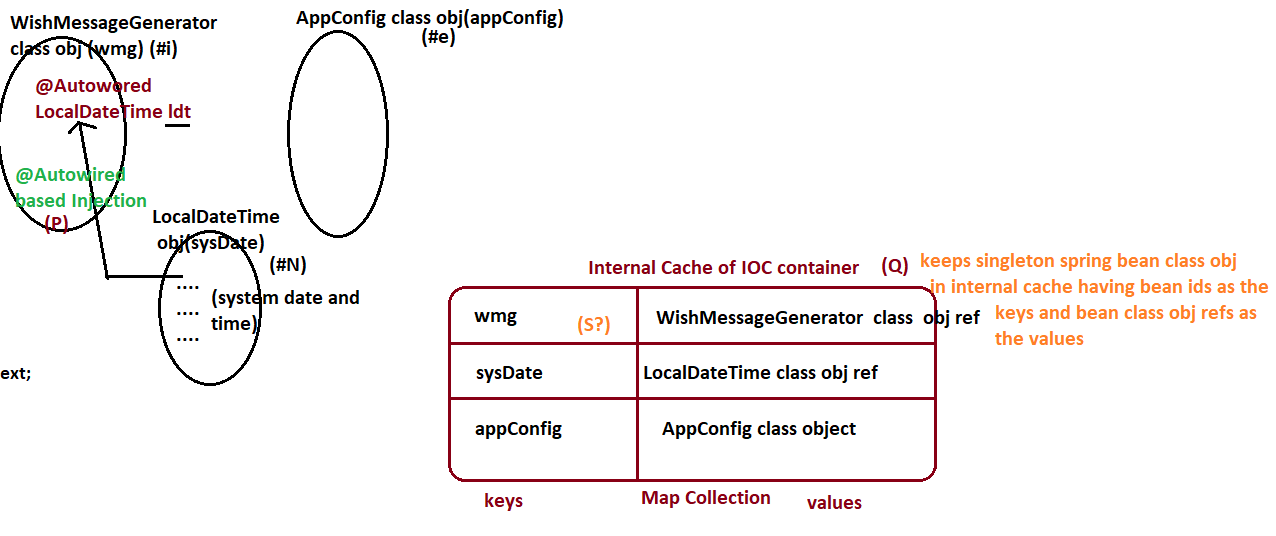 WishMessageGenerator
class obj (wmg) (#i)
@Autowored
LocalDateTime ldt
@Autowired
based Injection
(P)
AppConfig class obj(appConfig)
(#e)
LocalDateTime
obj(sysDate)
(#N)
....
....
....
(system date and
time)
ext;
Internal Cache of IOC container (Q)
keeps singleton spring bean class obj
in internal cache having bean ids as the
keys and bean class obj refs as
the values
wmg (S?) WishMessageGenerator class obj ref
sysDate LocalDateTime class obj ref
appConfig AppConfig class object
keys Map Collection values